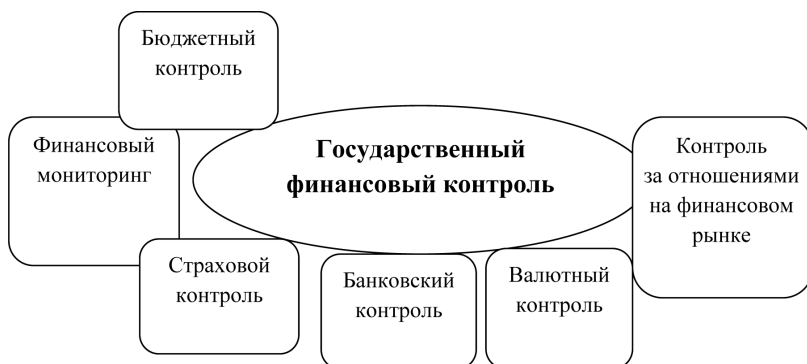 Бюджетный
контроль
Финансовый
мониторинг
Государственный
финансовый контроль
Контроль
за отношениями
на финансовом
рынке
Страховой
контроль
Банковский
контроль
Валютный
контроль